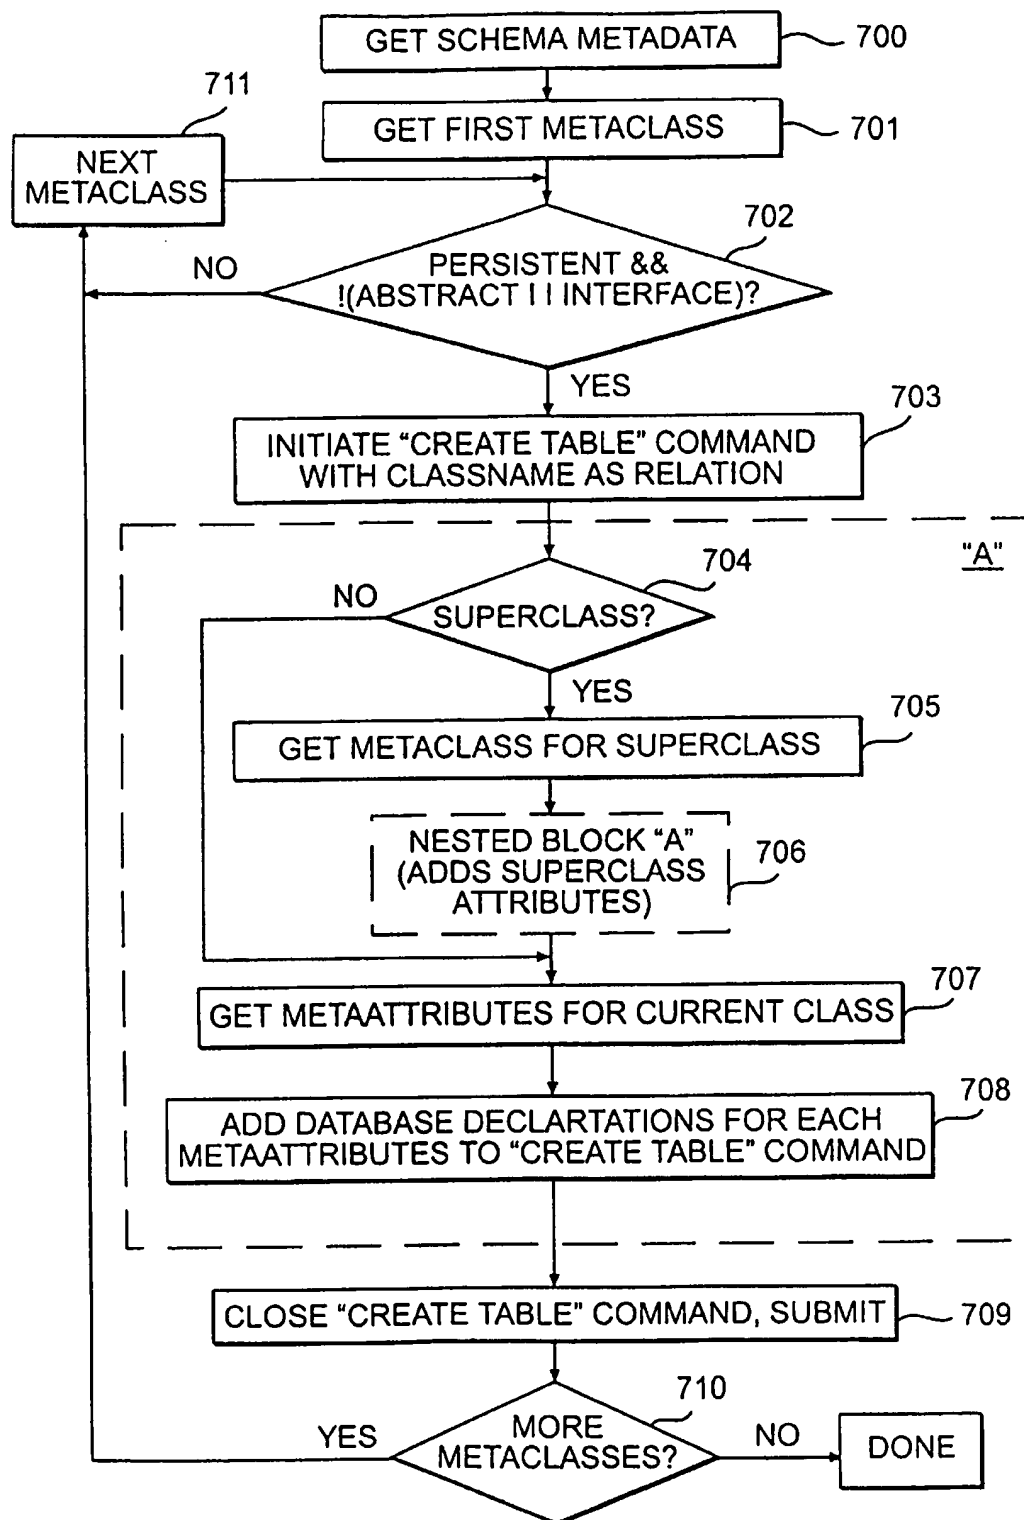 GET SCHEMA METADATA
700
GET FIRST METACLASS
701
711
NEXT
METACLASS
702
PERSISTENT &&
!(ABSTRACT I I INTERFACE)?
NO
YES
703
INITIATE “CREATE TABLE” COMMAND
WITH CLASSNAME AS RELATION
"A"
704
SUPERCLASS?
NO
YES
705
GET METACLASS FOR SUPERCLASS
NESTED BLOCK “A”
(ADDS SUPERCLASS
ATTRIBUTES)
706
707
GET METAATTRIBUTES FOR CURRENT CLASS
708
ADD DATABASE DECLARTATIONS FOR EACH
METAATTRIBUTES TO “CREATE TABLE” COMMAND
CLOSE “CREATE TABLE” COMMAND, SUBMIT
709
710
MORE
METACLASSES?
YES
NO
DONE